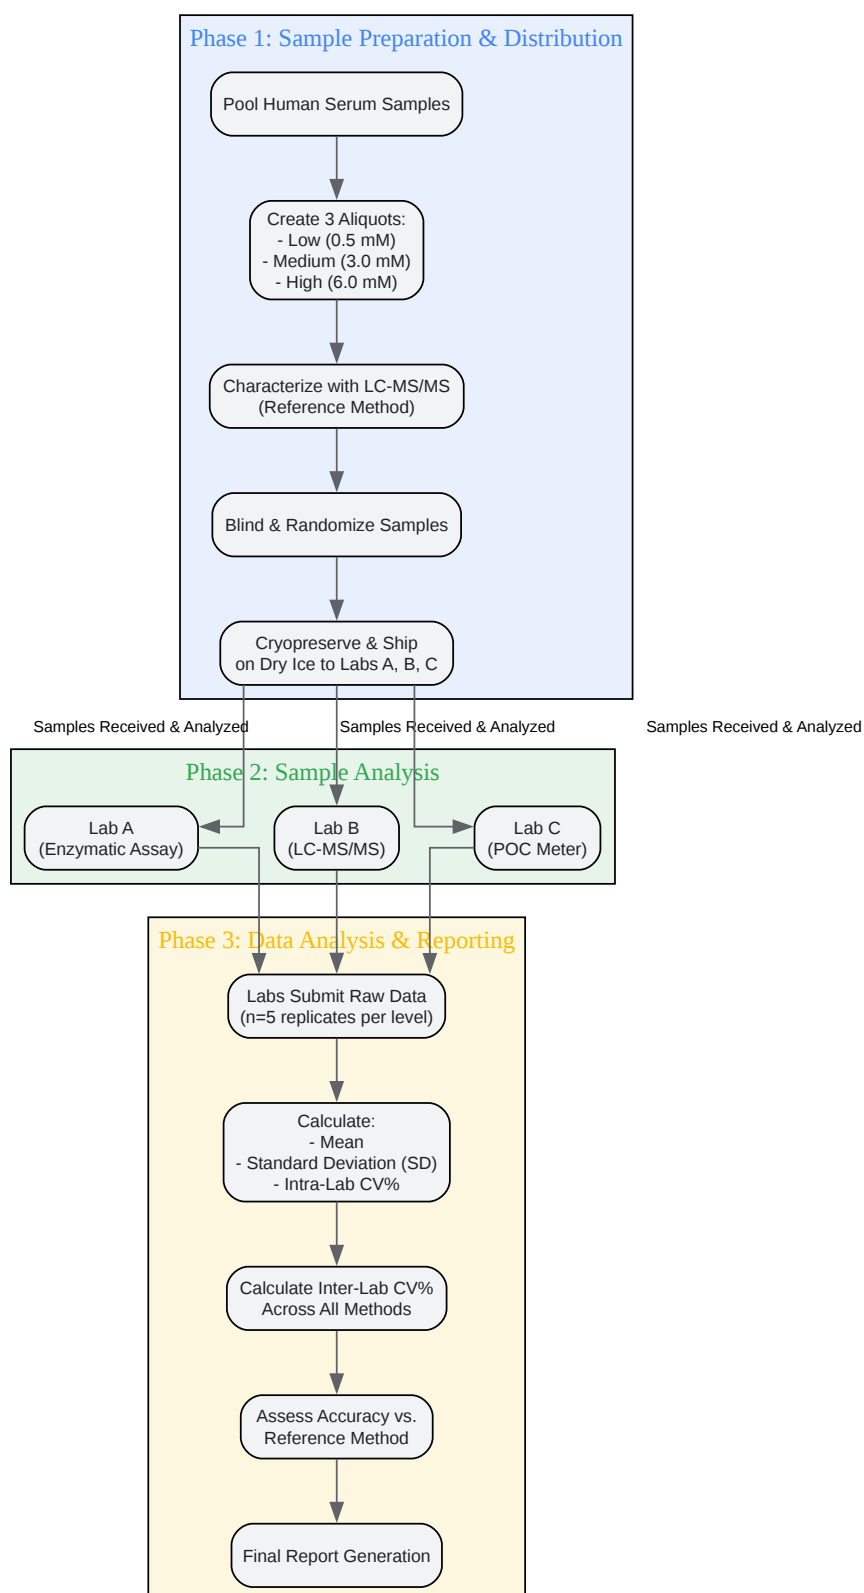 Phase 1: Sample Preparation & Distribution
Pool Human Serum Samples
Create 3 Aliquots:
- Low (0.5 mM)
- Medium (3.0 mM)
- High (6.0 mM)
Characterize with LC-MS/MS
(Reference Method)
Blind & Randomize Samples
Cryopreserve & Ship
on Dry Ice to Labs A, B, C
Samples Received & Analyzed
Samples Received & Analyzed
Samples Received & Analyzed
Phase 2: Sample Analysis
Lab A
(Enzymatic Assay)
Lab B
(LC-MS/MS)
Lab C
(POC Meter)
Phase 3: Data Analysis & Reporting
Labs Submit Raw Data
(n=5 replicates per level)
Calculate:
- Mean
- Standard Deviation (SD)
- Intra-Lab CV%
Calculate Inter-Lab CV%
Across All Methods
Assess Accuracy vs.
Reference Method
Final Report Generation